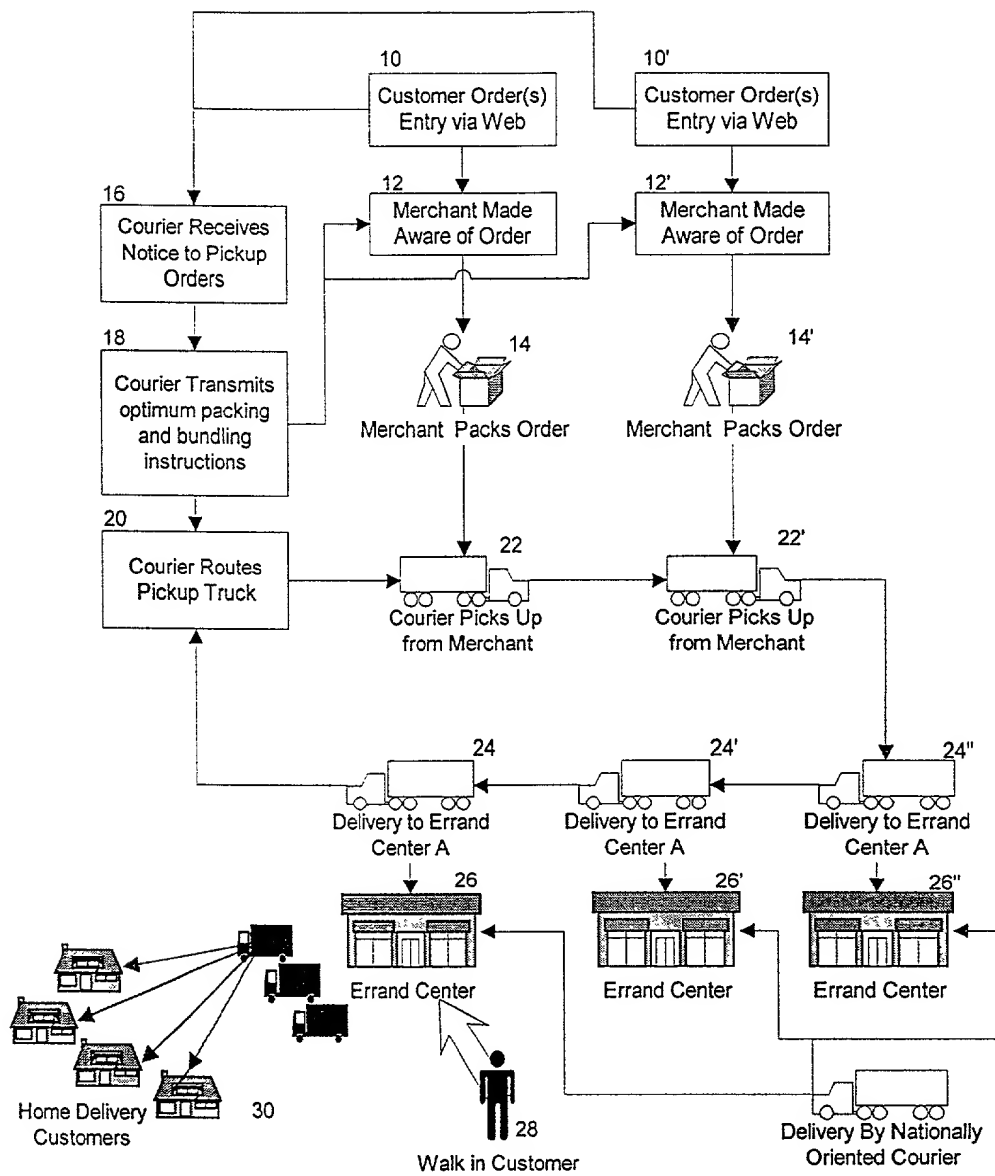 10
Customer Order(s)
Entry via Web
10'
Customer Order(s)
Entry via Web
16
Courier Receives
Notice to Pickup
Orders
12
Merchant Made
Aware of Order
12'
Merchant Made
Aware of Order
18
Courier Transmits
optimum packing
and bundling
instructions
14
Merchant Packs Order
14'
Merchant Packs Order
20
Courier Routes
Pickup Truck
22
Courier Picks Up
from Merchant
22'
Courier Picks Up
from Merchant
24
Delivery to Errand
Center A
24'
Delivery to Errand
Center A
24"
Delivery to Errand
Center A
26
Errand Center
26'
Errand Center
26"
Errand Center
Home Delivery
Customers
30
28
Walk in Customer
Delivery By Nationally
Oriented Courier